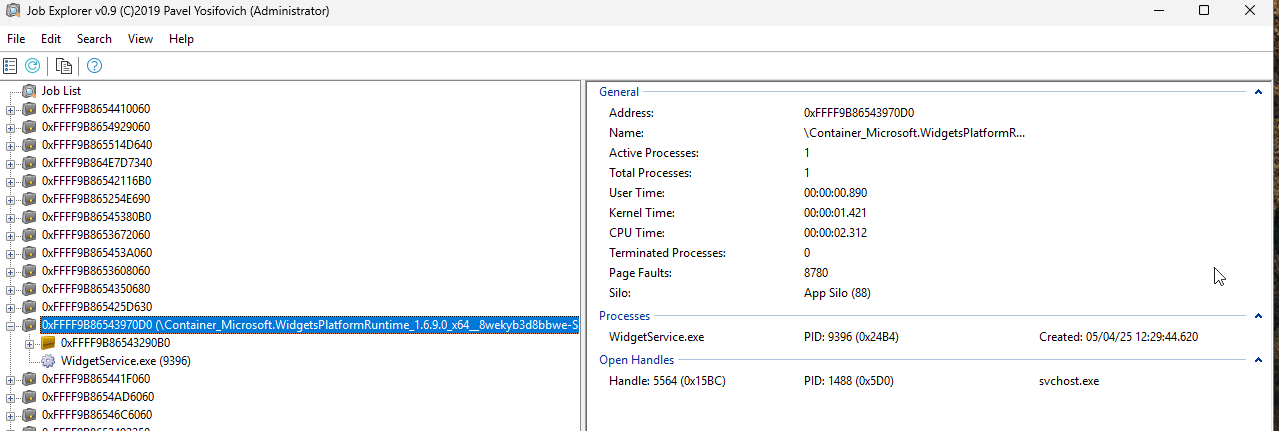 Job Explorer v0.9 (C)2019 Pavel Yosifovich (Administrator)
File Edit Search View Help
Job List
0xFFFF9B8654410060
0xFFFF9B8654929060
0xFFFF9B865514D640
0xFFFF9B864E7D7340
0xFFFF9B86542116B0
0xFFFF9B865254E690
0xFFFF9B86545380B0
0xFFFF9B8653672060
0xFFFF9B865453A060
0xFFFF9B8653608060
0xFFFF9B8654350680
0xFFFF9B865425D630
0xFFFF9B86543970D0 (\Container_Microsoft.WidgetsPlatformRuntime_1.6.9.0_x64__8wekyb3d8bbwe-S
0xFFFF9B86543290B0
WidgetService.exe (9396)
0xFFFF9B865441F060
0xFFFF9B8654AD6060
0xFFFF9B86546C6060
General
Address: 0xFFFF9B86543970D0
Name: \Container_Microsoft.WidgetsPlatformR...
Active Processes: 1
Total Processes: 1
User Time: 00:00:00.890
Kernel Time: 00:00:01.421
CPU Time: 00:00:02.312
Terminated Processes: 0
Page Faults: 8780
Silo: App Silo (88)
Processes
WidgetService.exe PID: 9396 (0x24B4) Created: 05/04/25 12:29:44.620
Open Handles
Handle: 5564 (0x15BC) PID: 1488 (0x5D0) svchost.exe